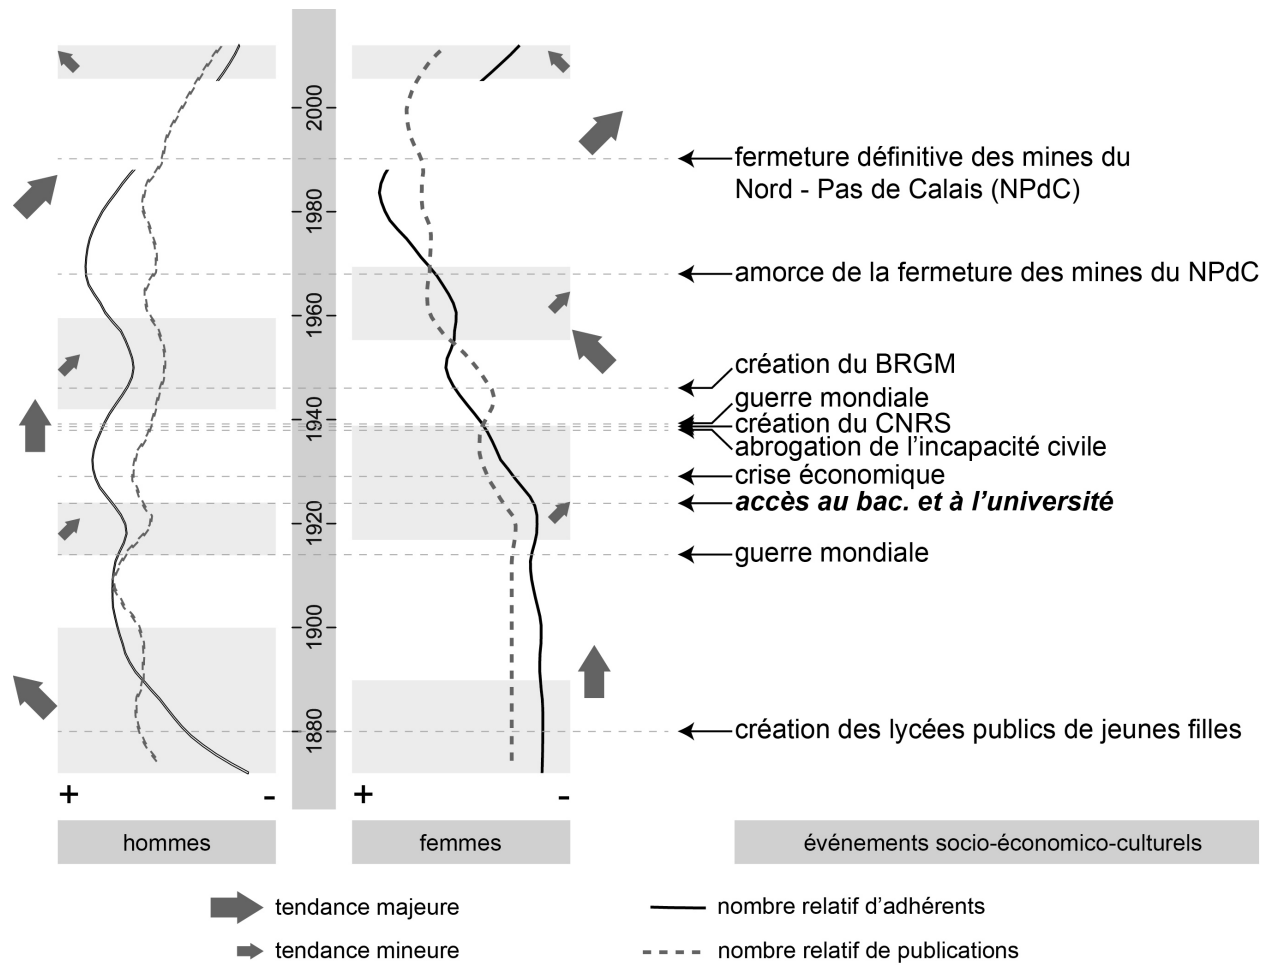 2000
1980
1960
1940
1920
1900
1880
fermeture définitive des mines du
Nord - Pas de Calais (NPdC)
amorce de la fermeture des mines du NPdC
création du BRGM
guerre mondiale
création du CNRS
abrogation de l'incapacité civile
crise économique
accès au bac. et à l'université
guerre mondiale
création des lycées publics de jeunes filles
+ - + -
hommes
femmes
événements socio-économico-culturels
tendance majeure
nombre relatif d'adhérents
tendance mineure
nombre relatif de publications